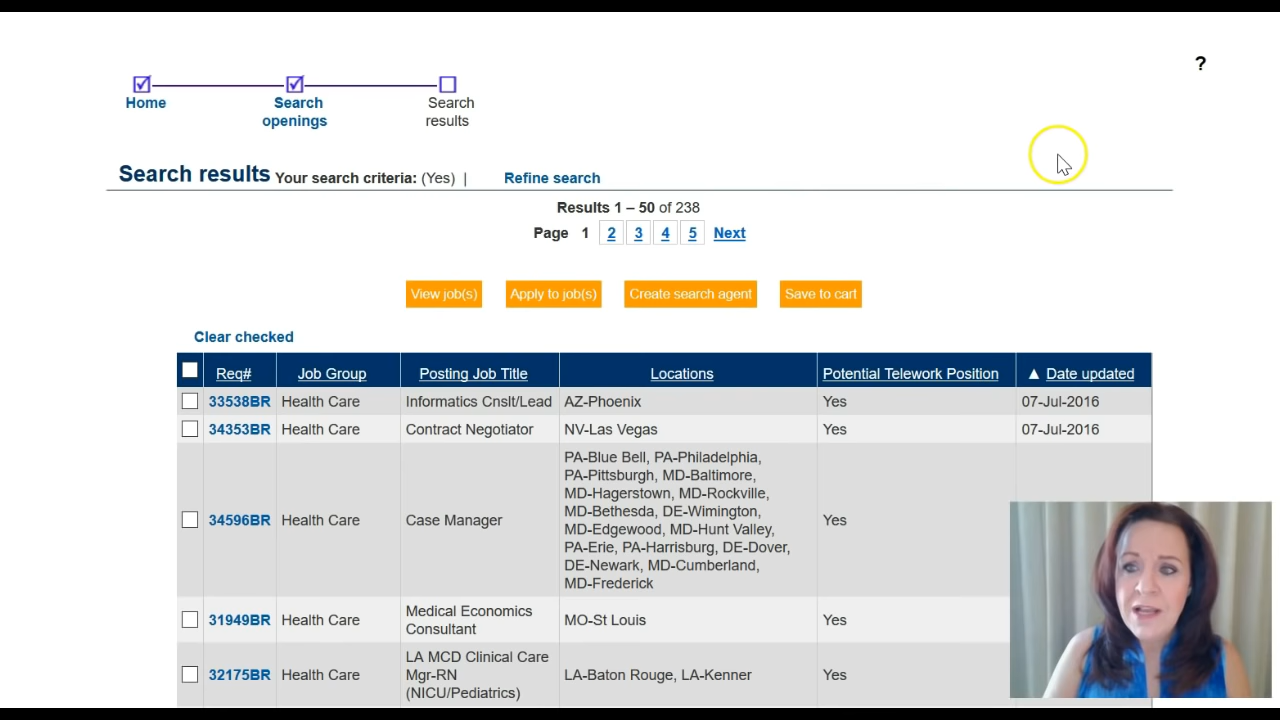 ?
Home
Search openings
Search results
Search results Your search criteria: (Yes) | Refine search
Results 1 – 50 of 238
Page 1 2 3 4 5 Next
View job(s) Apply to job(s) Create search agent Save to cart
Clear checked
Req# Job Group Posting Job Title Locations Potential Telework Position ▲ Date updated
33538BR Health Care Informatics Cnslt/Lead AZ-Phoenix Yes 07-Jul-2016
34353BR Health Care Contract Negotiator NV-Las Vegas Yes 07-Jul-2016
PA-Blue Bell, PA-Philadelphia,
PA-Pittsburgh, MD-Baltimore,
MD-Hagerstown, MD-Rockville,
MD-Bethesda, DE-Wimington,
34596BR Health Care Case Manager Yes
MD-Edgewood, MD-Hunt Valley,
PA-Erie, PA-Harrisburg, DE-Dover,
DE-Newark, MD-Cumberland,
MD-Frederick
31949BR Health Care Medical Economics Consultant MO-St Louis Yes
32175BR Health Care LA MCD Clinical Care Mgr-RN (NICU/Pediatrics) LA-Baton Rouge, LA-Kenner Yes